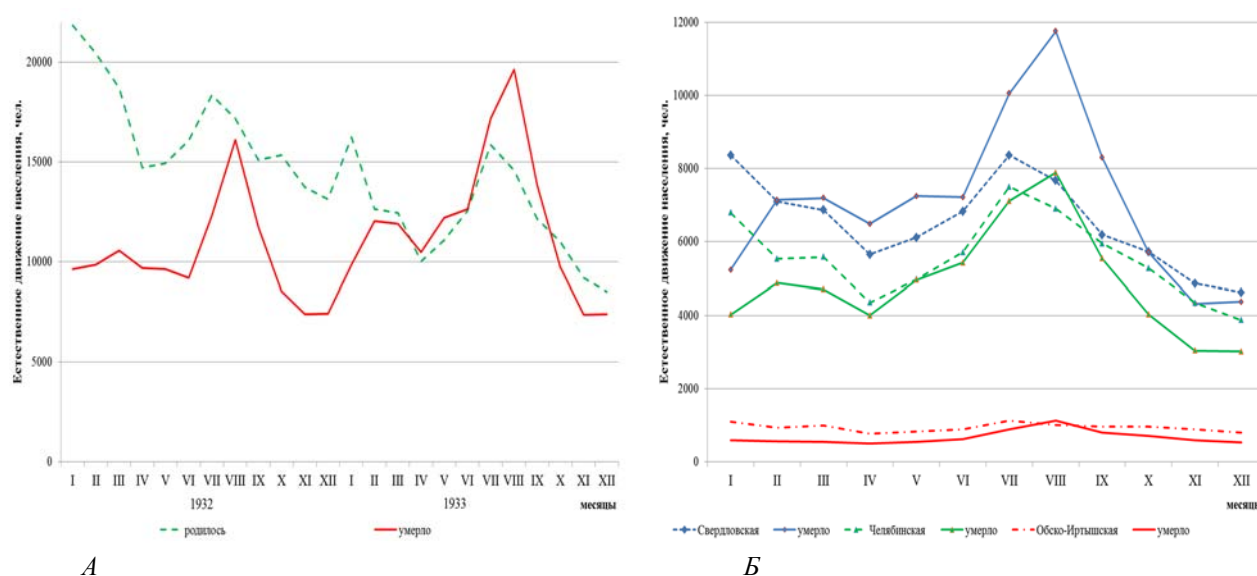 Естественное движение населения, чел.
20000
15000
10000
5000
0
I II III IV V VI VII VIII IX X XI XII I II III IV V VI VII VIII IX X XI XII
1932 1933 месяцы
родилось умерло
А
Естественное движение населения, чел.
12000
10000
8000
6000
4000
2000
0
I II III IV V VI VII VIII IX X XI XII
месяцы
Свердловская умерло Челябинская умерло Обско-Иртышская умерло
Б